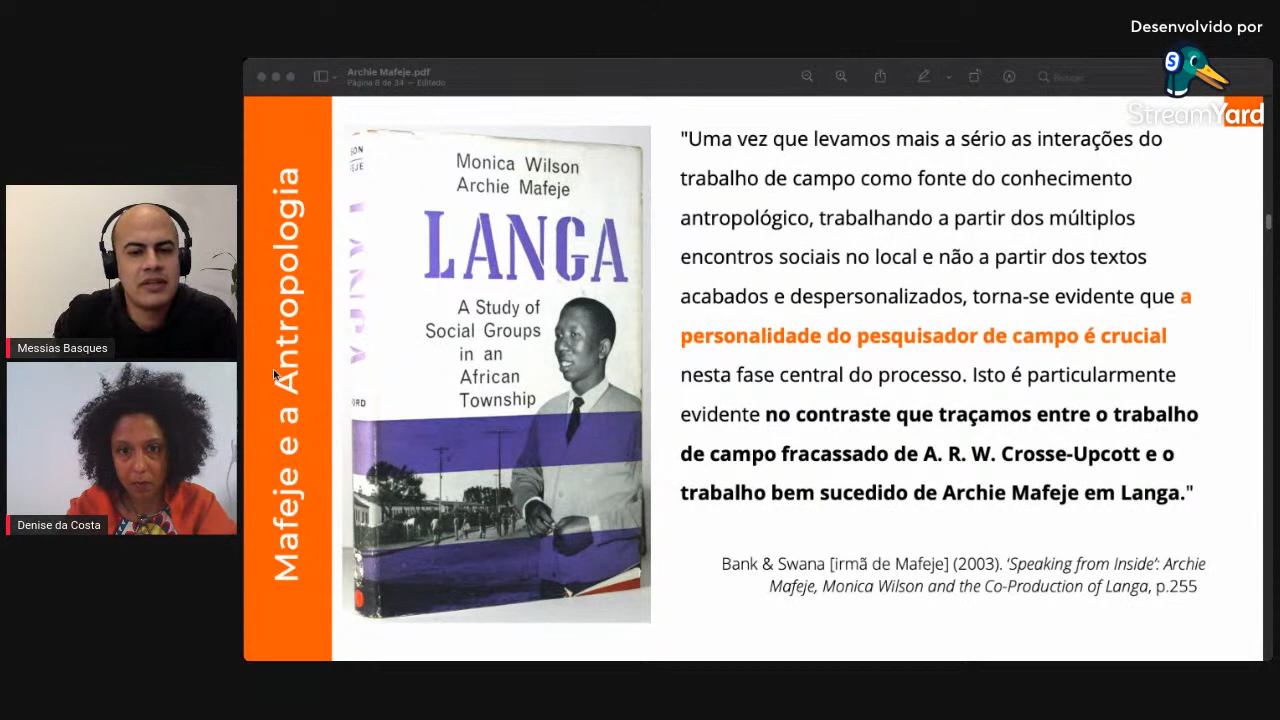 Desenvolvido por
S
StreamYard
Archie Mafeje.pdf
Página 8 de 34 — Editado
Buscar
Mafeje e a Antropologia
Monica Wilson
Archie Mafeje
LANGA
A Study of
Social Groups
in an
African
Township
"Uma vez que levamos mais a sério as interações do
trabalho de campo como fonte do conhecimento
antropológico, trabalhando a partir dos múltiplos
encontros sociais no local e não a partir dos textos
acabados e despersonalizados, torna-se evidente que a
personalidade do pesquisador de campo é crucial
nesta fase central do processo. Isto é particularmente
evidente no contraste que traçamos entre o trabalho
de campo fracassado de A. R. W. Crosse-Upcott e o
trabalho bem sucedido de Archie Mafeje em Langa."
Bank & Swana [irmã de Mafeje] (2003). 'Speaking from Inside': Archie
Mafeje, Monica Wilson and the Co-Production of Langa, p.255
Messias Basques
Denise da Costa